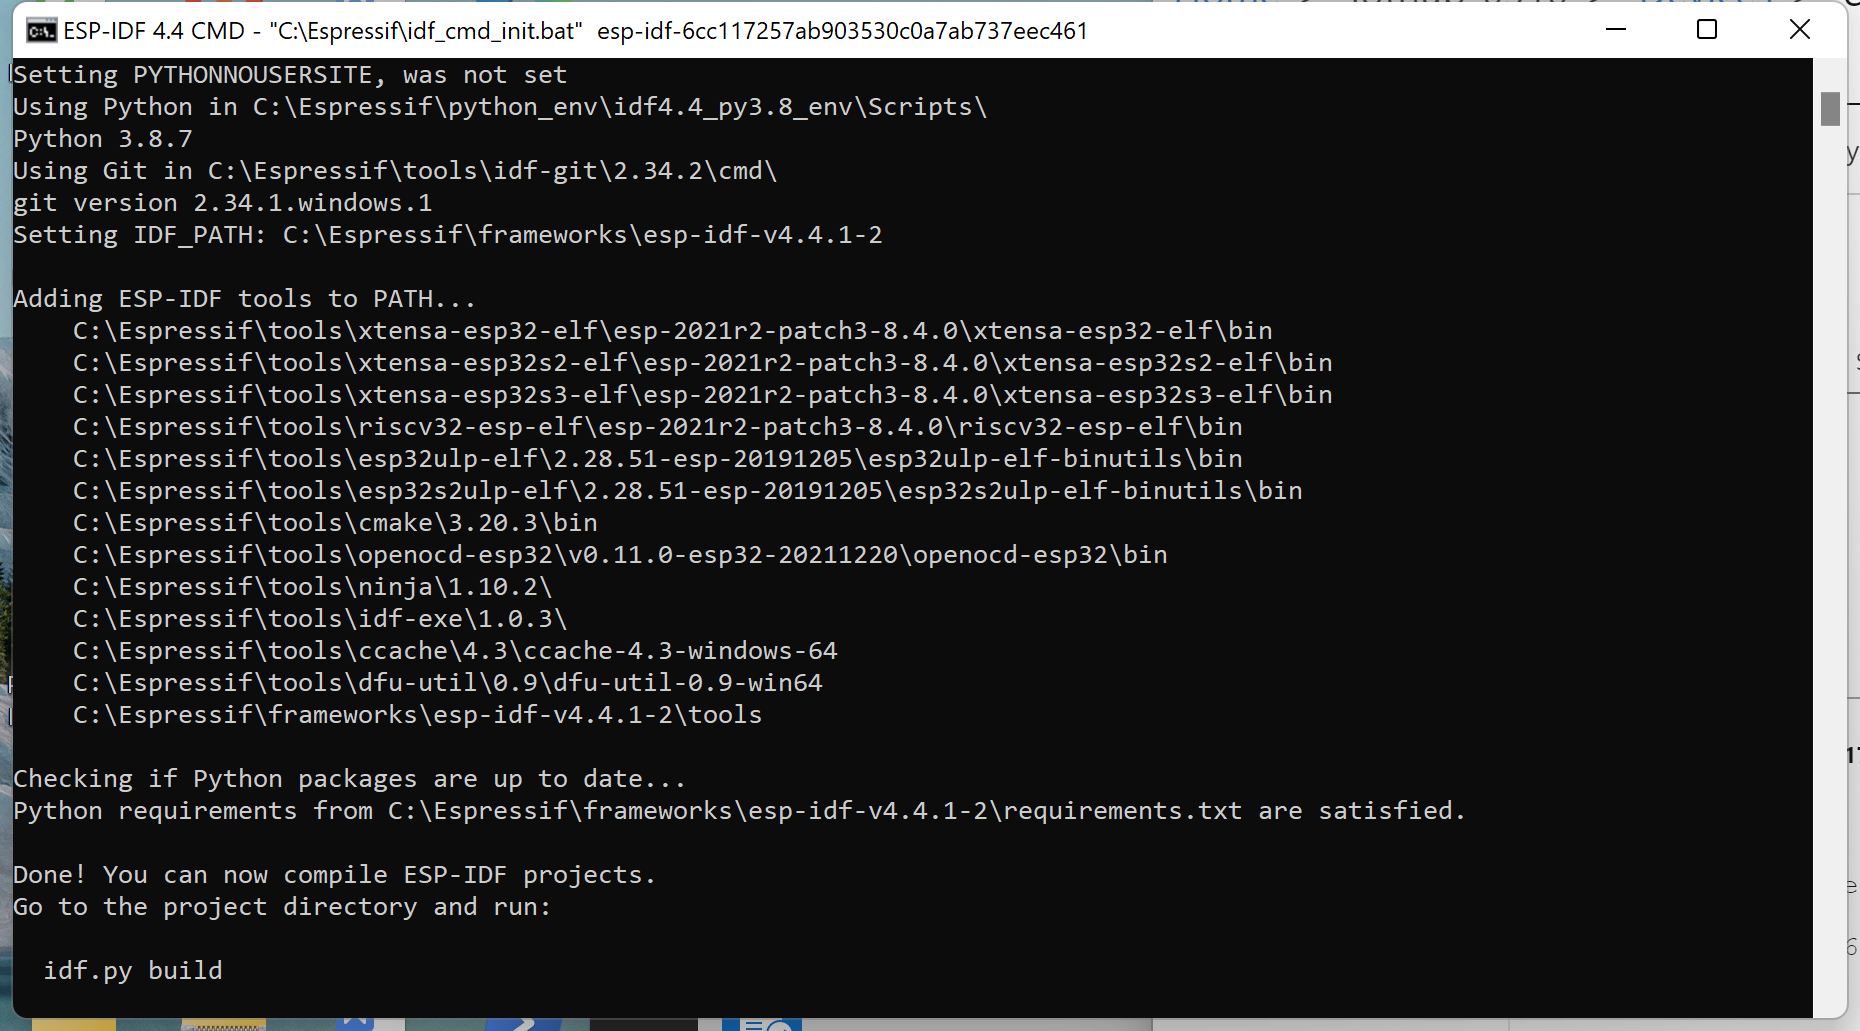 ESP-IDF 4.4 CMD - "C:\Espressif\idf_cmd_init.bat"  esp-idf-6cc117257ab903530c0a7ab737eec461
Setting PYTHONNOUSERSITE, was not set
Using Python in C:\Espressif\python_env\idf4.4_py3.8_env\Scripts\
Python 3.8.7
Using Git in C:\Espressif\tools\idf-git\2.34.2\cmd\
git version 2.34.1.windows.1
Setting IDF_PATH: C:\Espressif\frameworks\esp-idf-v4.4.1-2

Adding ESP-IDF tools to PATH...
    C:\Espressif\tools\xtensa-esp32-elf\esp-2021r2-patch3-8.4.0\xtensa-esp32-elf\bin
    C:\Espressif\tools\xtensa-esp32s2-elf\esp-2021r2-patch3-8.4.0\xtensa-esp32s2-elf\bin
    C:\Espressif\tools\xtensa-esp32s3-elf\esp-2021r2-patch3-8.4.0\xtensa-esp32s3-elf\bin
    C:\Espressif\tools\riscv32-esp-elf\esp-2021r2-patch3-8.4.0\riscv32-esp-elf\bin
    C:\Espressif\tools\esp32ulp-elf\2.28.51-esp-20191205\esp32ulp-elf-binutils\bin
    C:\Espressif\tools\esp32s2ulp-elf\2.28.51-esp-20191205\esp32s2ulp-elf-binutils\bin
    C:\Espressif\tools\cmake\3.20.3\bin
    C:\Espressif\tools\openocd-esp32\v0.11.0-esp32-20211220\openocd-esp32\bin
    C:\Espressif\tools\ninja\1.10.2\
    C:\Espressif\tools\idf-exe\1.0.3\
    C:\Espressif\tools\ccache\4.3\ccache-4.3-windows-64
    C:\Espressif\tools\dfu-util\0.9\dfu-util-0.9-win64
    C:\Espressif\frameworks\esp-idf-v4.4.1-2\tools

Checking if Python packages are up to date...
Python requirements from C:\Espressif\frameworks\esp-idf-v4.4.1-2\requirements.txt are satisfied.

Done! You can now compile ESP-IDF projects.
Go to the project directory and run:

  idf.py build